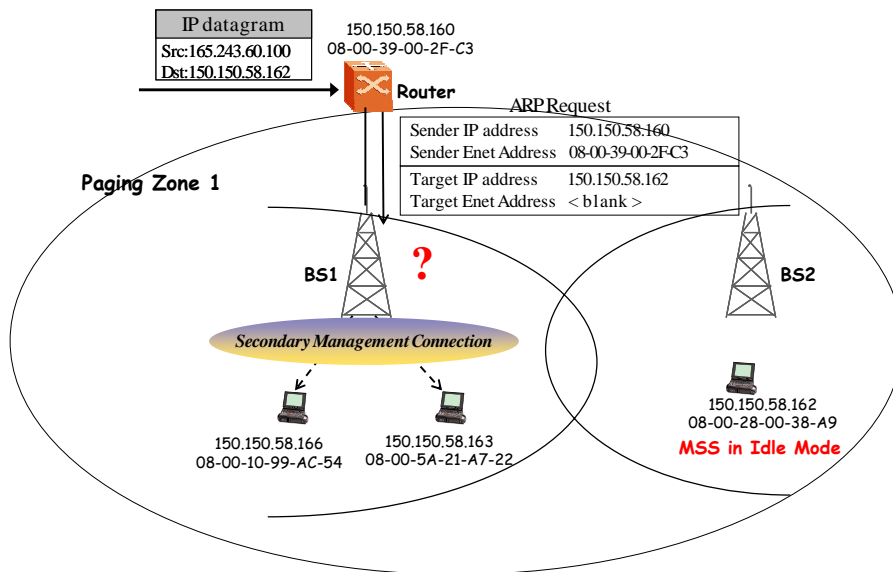 IP datagram
Src:165.243.60.100
Dst:150.150.58.162
150.150.58.160
08-00-39-00-2F-C3
Router
ARP Request
Sender IP address 150.150.58.160
Sender Enet Address 08-00-39-00-2F-C3
Target IP address 150.150.58.162
Target Enet Address < blank >
Paging Zone 1
BS1
?
BS2
Secondary Management Connection
150.150.58.166
08-00-10-99-AC-54
150.150.58.163
08-00-5A-21-A7-22
150.150.58.162
08-00-28-00-38-A9
MSS in Idle Mode